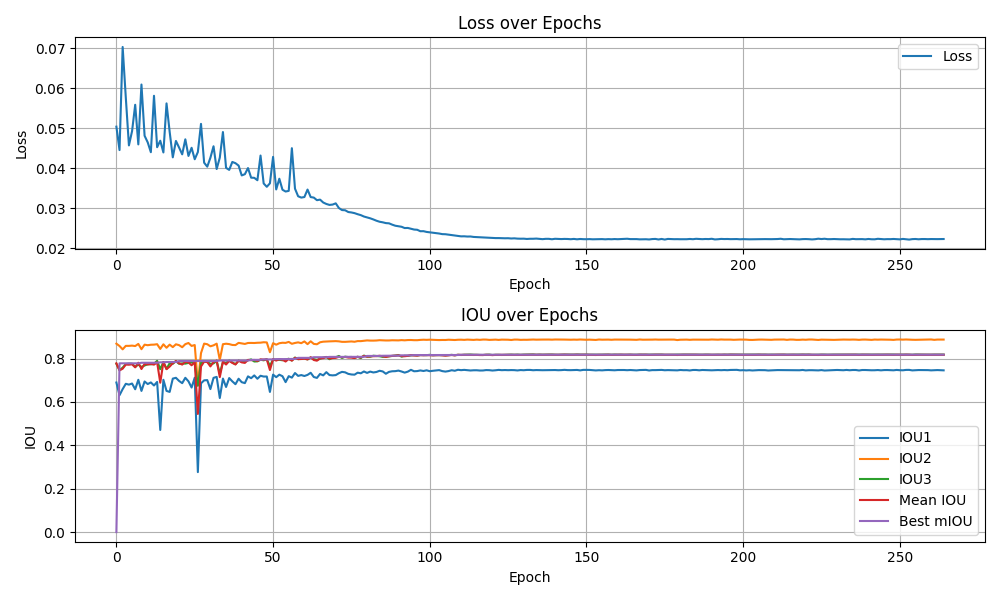 Loss over Epochs
0.07
0.06
0.05
0.04
0.03
0.02
Loss
Loss
0 50 100 150 200 250
Epoch
IOU over Epochs
0.8
0.6
0.4
0.2
0.0
IOU
IOU1
IOU2
IOU3
Mean IOU
Best mIOU
0 50 100 150 200 250
Epoch